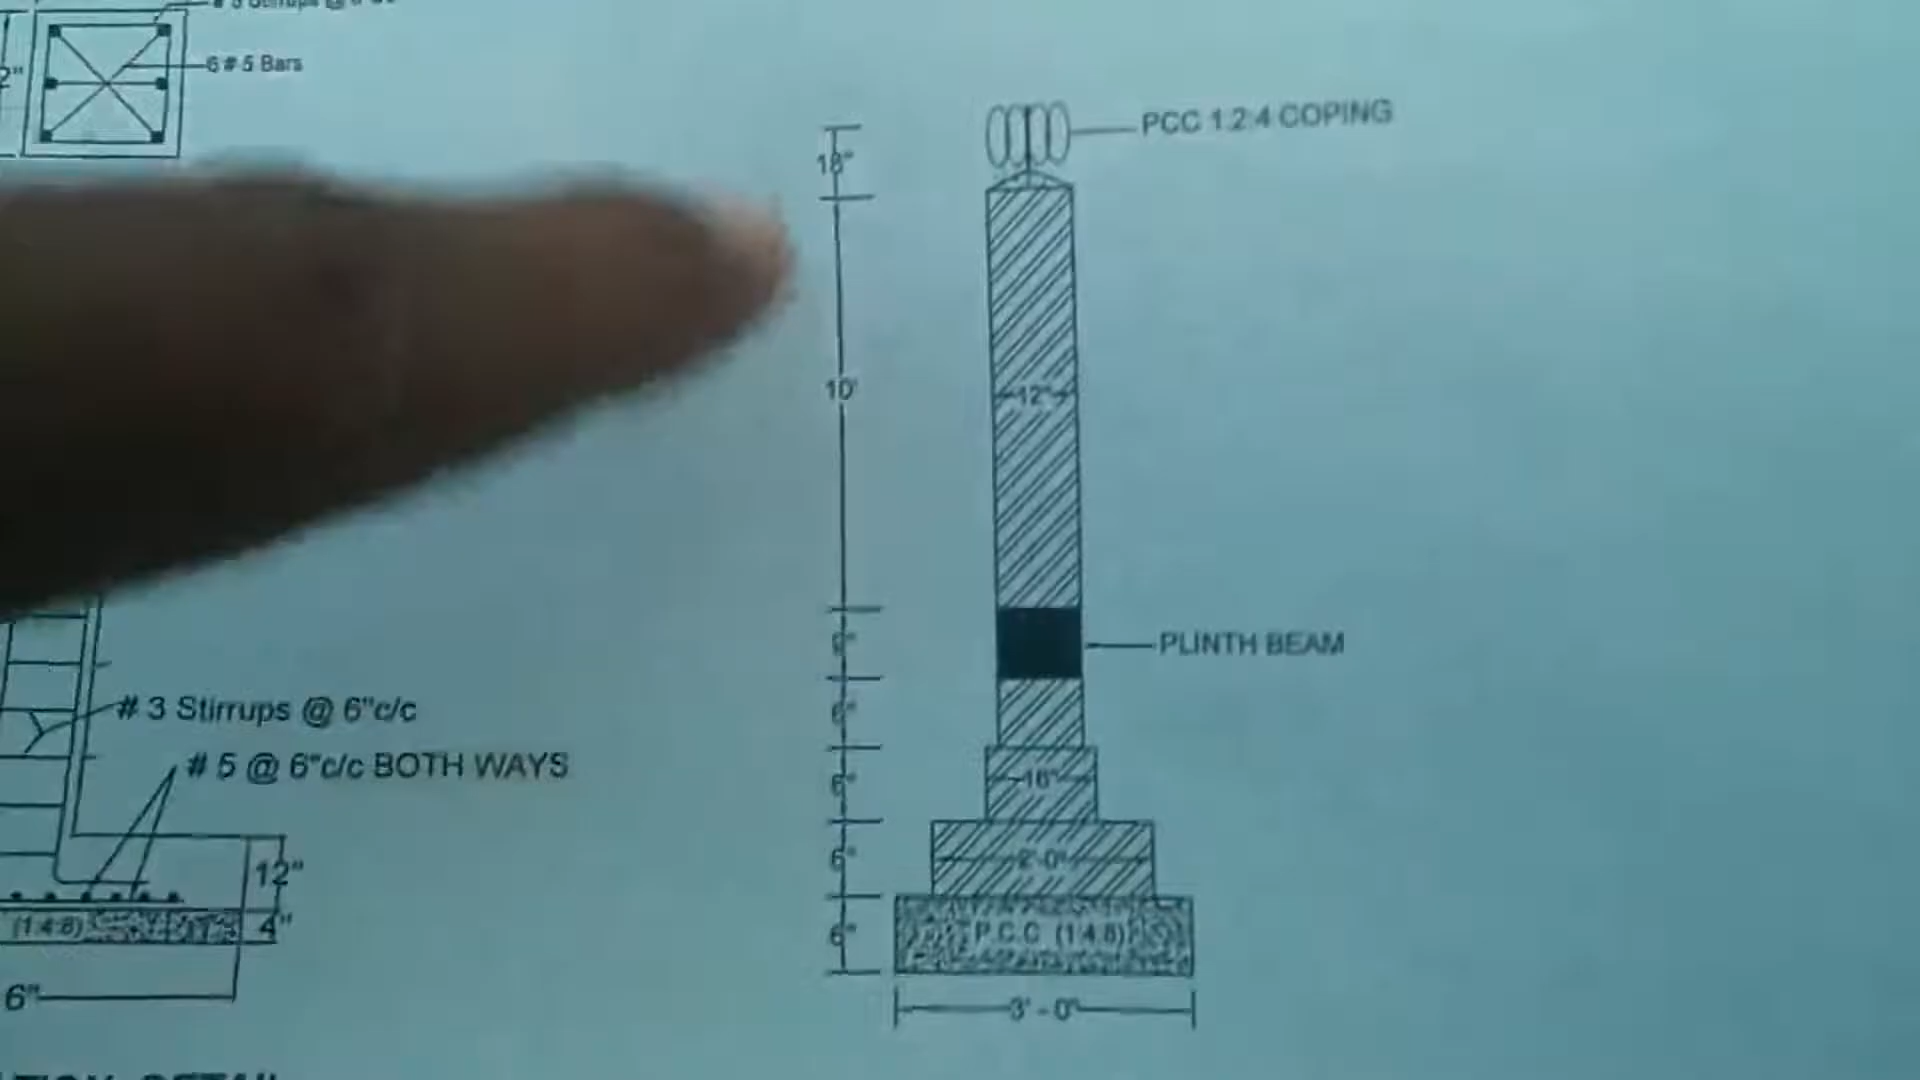 6 # 5 Bars
PCC 1:2:4 COPING
18"
10'
12"
PLINTH BEAM
9"
6"
# 3 Stirrups @ 6"c/c
# 5 @ 6"c/c BOTH WAYS
6"
2'-0"
6"
12"
4"
(1:4:8)
6"
P.C.C (1:4:8)
6"
3' - 0"